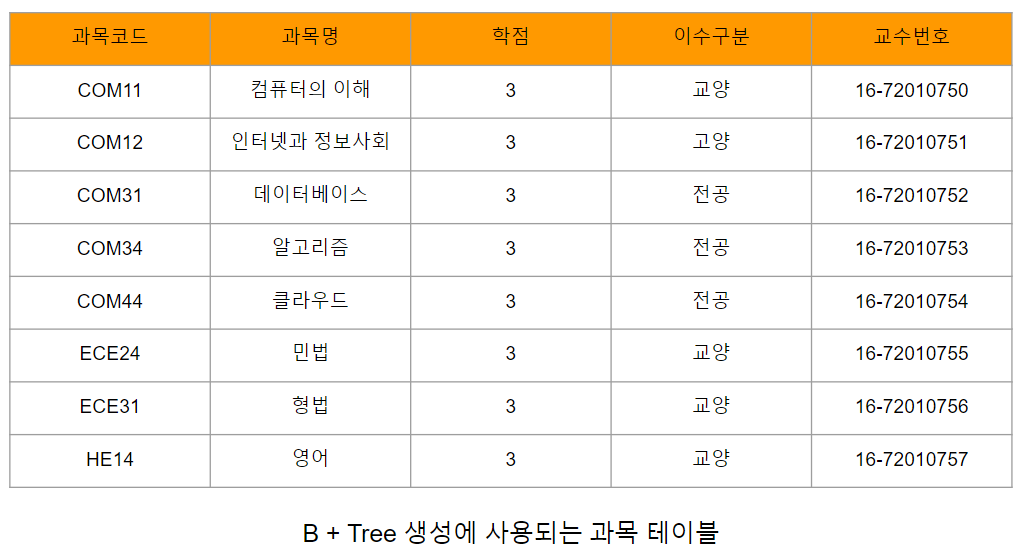 과목코드 과목명 학점 이수구분 교수번호
COM11 컴퓨터의 이해 3 교양 16-72010750
COM12 인터넷과 정보사회 3 고양 16-72010751
COM31 데이터베이스 3 전공 16-72010752
COM34 알고리즘 3 전공 16-72010753
COM44 클라우드 3 전공 16-72010754
ECE24 민법 3 교양 16-72010755
ECE31 형법 3 교양 16-72010756
HE14 영어 3 교양 16-72010757
B + Tree 생성에 사용되는 과목 테이블